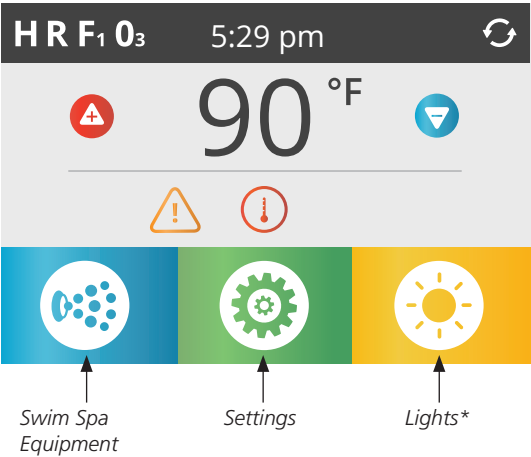 H R F1 03 5:29 pm
90 °F
Swim Spa Equipment
Settings
Lights*